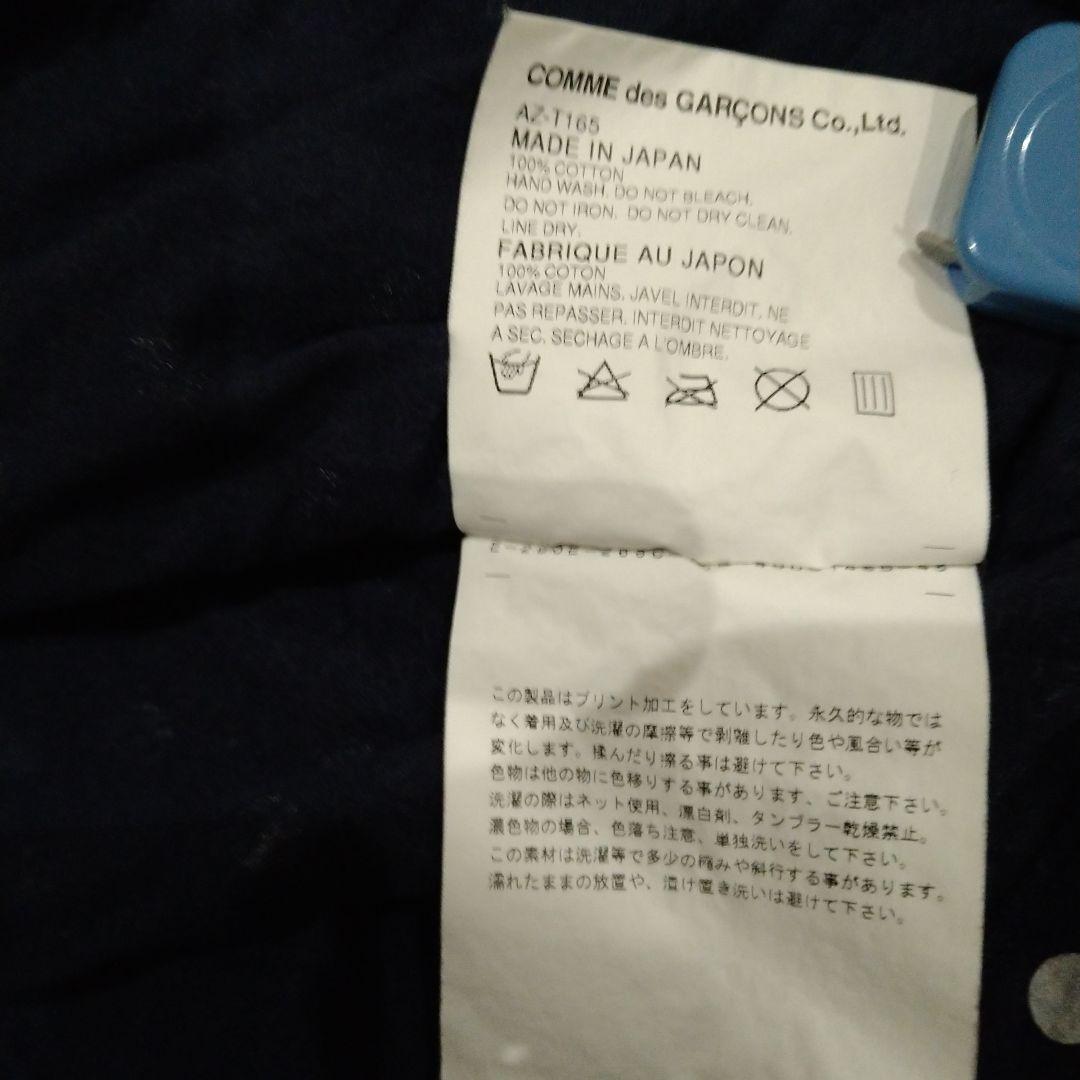 COMME des GARÇONS Co.,Ltd.
AZ-T165
MADE IN JAPAN
100% COTTON
HAND WASH. DO NOT BLEACH.
DO NOT IRON. DO NOT DRY CLEAN.
LINE DRY.
FABRIQUE AU JAPON
100% COTON
LAVAGE MAINS. JAVEL INTERDIT. NE
PAS REPASSER. INTERDIT NETTOYAGE
A SEC. SECHAGE A L'OMBRE.
この製品はプリント加工をしています。永久的な物では
なく着用及び洗濯の摩擦等で剥離したり色や風合い等が
変化します。揉んだり擦る事は避けて下さい。
色物は他の物に色移りする事があります、ご注意下さい。
洗濯の際はネット使用、漂白剤、タンブラー乾燥禁止。
濃色物の場合、色落ち注意、単独洗いをして下さい。
この素材は洗濯等で多少の縮みや斜行する事があります。
濡れたままの放置や、漬け置き洗いは避けて下さい。